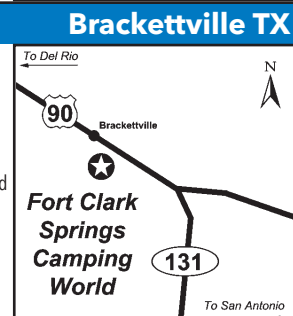 Brackettville TX
To Del Rio
N
90
Brackettville
d
Fort Clark
Springs
Camping
World
131
To San Antonio